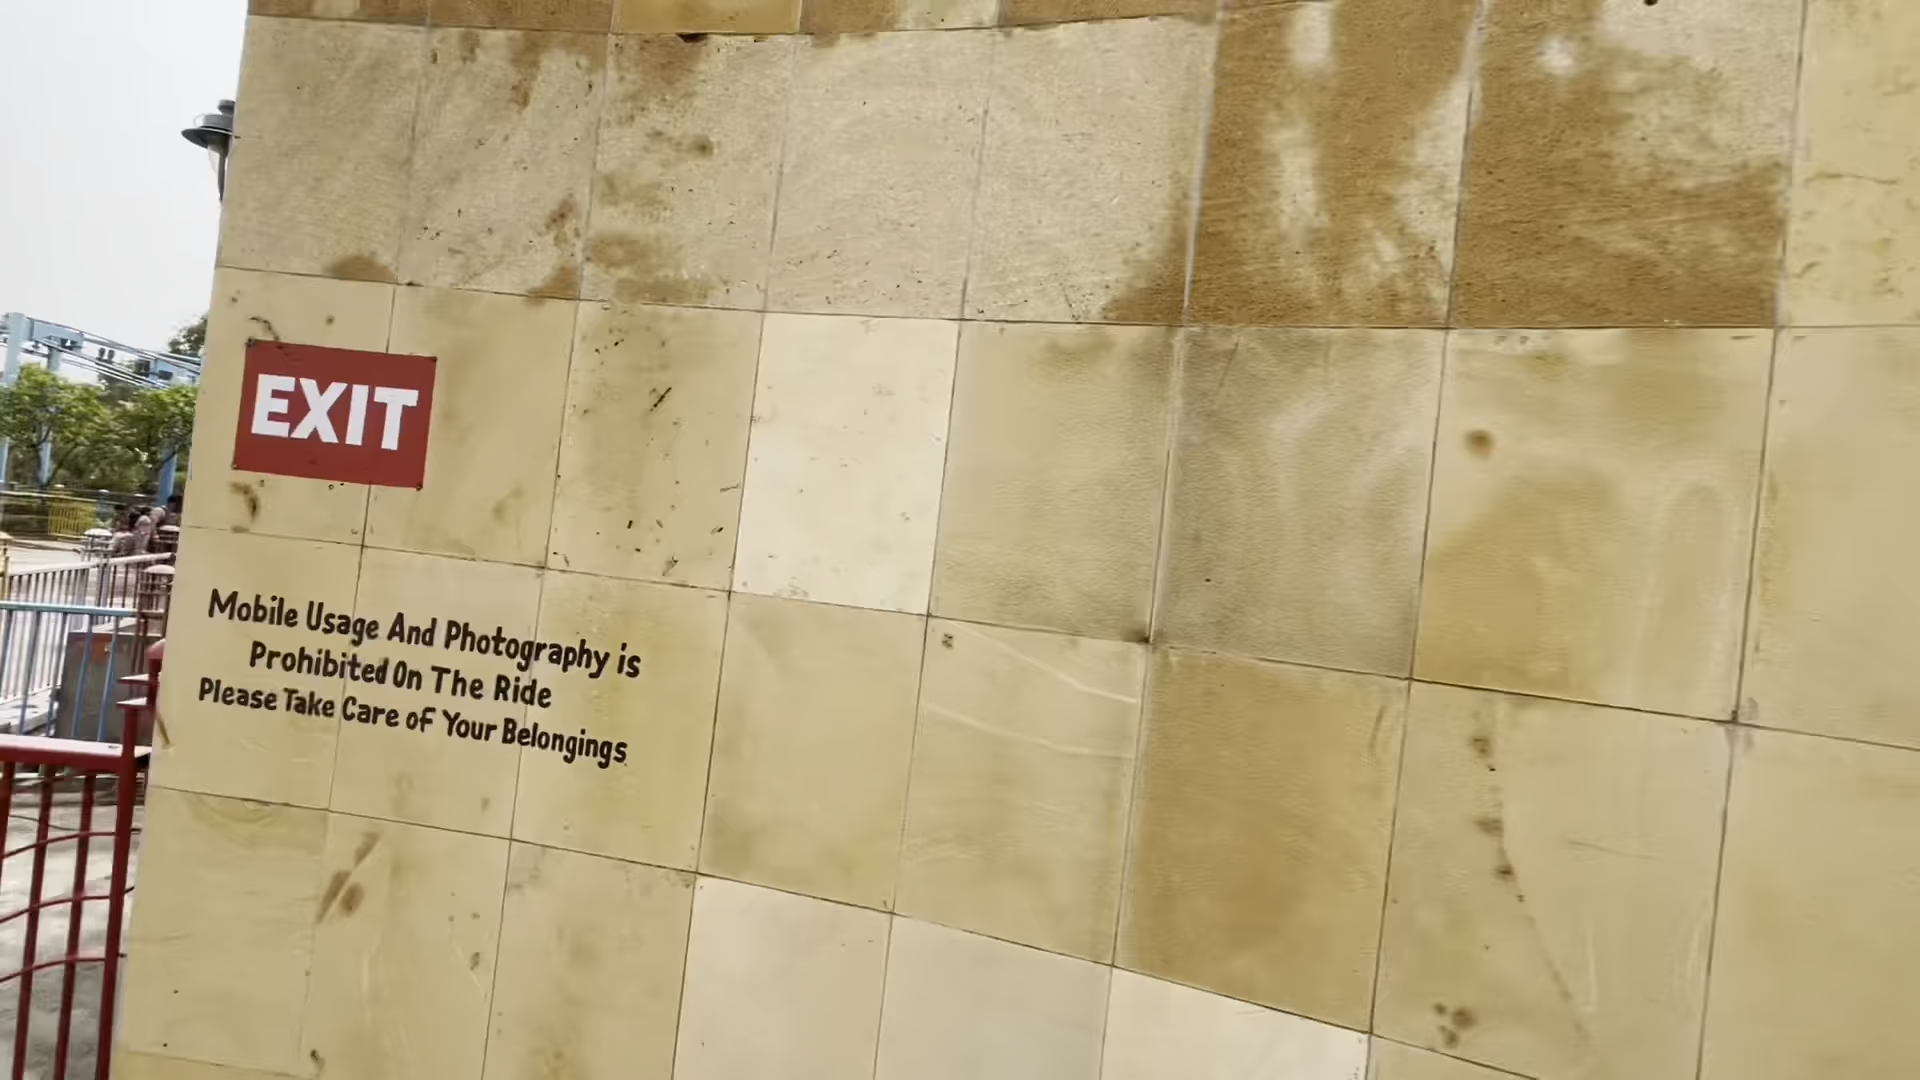 EXIT
Mobile Usage And Photography is
Prohibited On The Ride
Please Take Care of Your Belongings